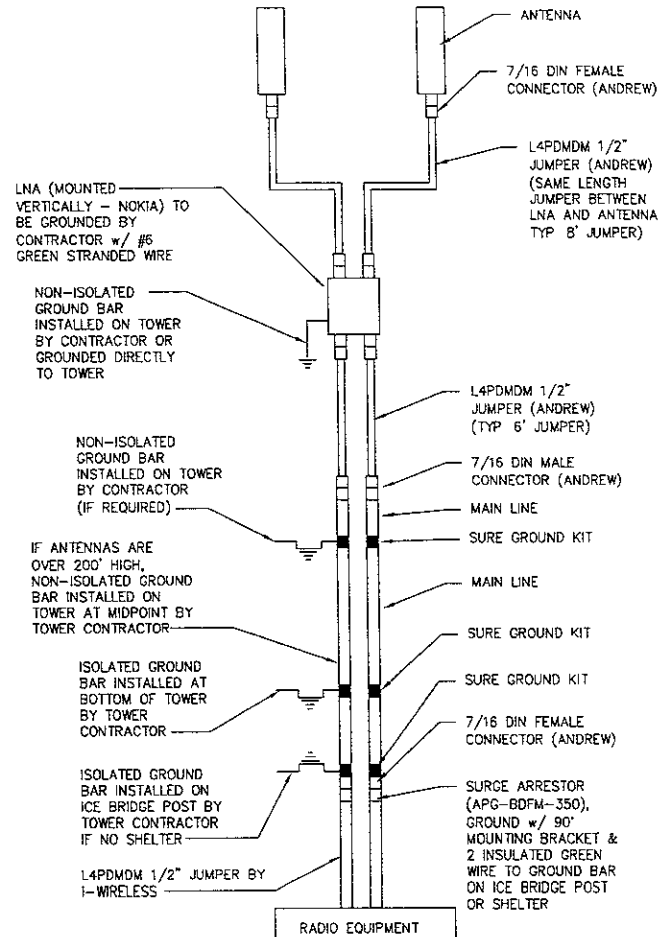 ANTENNA
7/16 DIN FEMALE
CONNECTOR (ANDREW)
L4PDMDM 1/2"
JUMPER (ANDREW)
(SAME LENGTH
JUMPER BETWEEN
LNA AND ANTENNA
TYP 8' JUMPER)
LNA (MOUNTED
VERTICALLY - NOKIA) TO
BE GROUNDED BY
CONTRACTOR w/ #6
GREEN STRANDED WIRE
NON-ISOLATED
GROUND BAR
INSTALLED ON TOWER
BY CONTRACTOR OR
GROUNDED DIRECTLY
TO TOWER
L4PDMDM 1/2"
JUMPER (ANDREW)
(TYP 6' JUMPER)
NON-ISOLATED
GROUND BAR
INSTALLED ON TOWER
BY CONTRACTOR
(IF REQUIRED)
7/16 DIN MALE
CONNECTOR (ANDREW)
MAIN LINE
SURE GROUND KIT
IF ANTENNAS ARE
OVER 200' HIGH,
NON-ISOLATED GROUND
BAR INSTALLED ON
TOWER AT MIDPOINT BY
TOWER CONTRACTOR
MAIN LINE
SURE GROUND KIT
ISOLATED GROUND
BAR INSTALLED AT
BOTTOM OF TOWER
BY TOWER
CONTRACTOR
SURE GROUND KIT
7/16 DIN FEMALE
CONNECTOR (ANDREW)
ISOLATED GROUND
BAR INSTALLED ON
ICE BRIDGE POST BY
TOWER CONTRACTOR
IF NO SHELTER
SURGE ARRESTOR
(APG-BDFM-350),
GROUND w/ 90'
MOUNTING BRACKET &
2 INSULATED GREEN
WIRE TO GROUND BAR
ON ICE BRIDGE POST
OR SHELTER
L4PDMDM 1/2" JUMPER BY
I-WIRELESS
RADIO EQUIPMENT